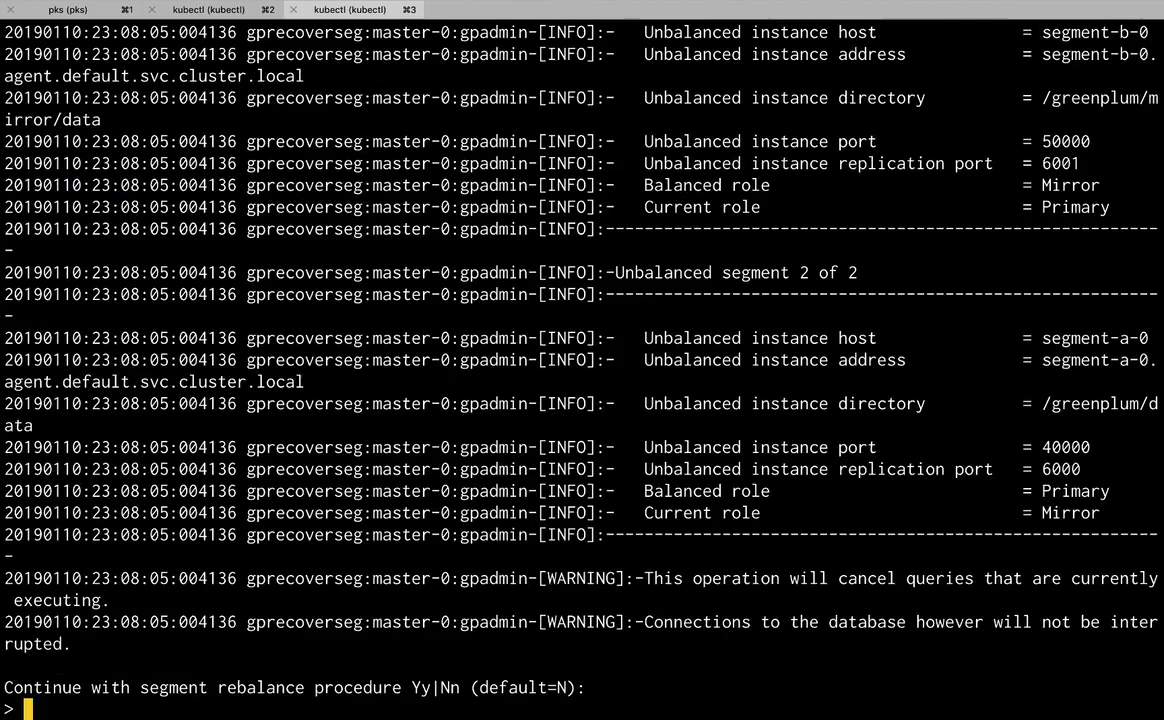 pks (pks) ⌘1 kubectl (kubectl) ⌘2 kubectl (kubectl) ⌘3
20190110:23:08:05:004136 gprecoverseg:master-0:gpadmin-[INFO]:-   Unbalanced instance host               = segment-b-0
20190110:23:08:05:004136 gprecoverseg:master-0:gpadmin-[INFO]:-   Unbalanced instance address            = segment-b-0.
agent.default.svc.cluster.local
20190110:23:08:05:004136 gprecoverseg:master-0:gpadmin-[INFO]:-   Unbalanced instance directory          = /greenplum/m
irror/data
20190110:23:08:05:004136 gprecoverseg:master-0:gpadmin-[INFO]:-   Unbalanced instance port               = 50000
20190110:23:08:05:004136 gprecoverseg:master-0:gpadmin-[INFO]:-   Unbalanced instance replication port   = 6001
20190110:23:08:05:004136 gprecoverseg:master-0:gpadmin-[INFO]:-   Balanced role                          = Mirror
20190110:23:08:05:004136 gprecoverseg:master-0:gpadmin-[INFO]:-   Current role                           = Primary
20190110:23:08:05:004136 gprecoverseg:master-0:gpadmin-[INFO]:---------------------------------------------------------
-
20190110:23:08:05:004136 gprecoverseg:master-0:gpadmin-[INFO]:-Unbalanced segment 2 of 2
20190110:23:08:05:004136 gprecoverseg:master-0:gpadmin-[INFO]:---------------------------------------------------------
-
20190110:23:08:05:004136 gprecoverseg:master-0:gpadmin-[INFO]:-   Unbalanced instance host               = segment-a-0
20190110:23:08:05:004136 gprecoverseg:master-0:gpadmin-[INFO]:-   Unbalanced instance address            = segment-a-0.
agent.default.svc.cluster.local
20190110:23:08:05:004136 gprecoverseg:master-0:gpadmin-[INFO]:-   Unbalanced instance directory          = /greenplum/d
ata
20190110:23:08:05:004136 gprecoverseg:master-0:gpadmin-[INFO]:-   Unbalanced instance port               = 40000
20190110:23:08:05:004136 gprecoverseg:master-0:gpadmin-[INFO]:-   Unbalanced instance replication port   = 6000
20190110:23:08:05:004136 gprecoverseg:master-0:gpadmin-[INFO]:-   Balanced role                          = Primary
20190110:23:08:05:004136 gprecoverseg:master-0:gpadmin-[INFO]:-   Current role                           = Mirror
20190110:23:08:05:004136 gprecoverseg:master-0:gpadmin-[INFO]:---------------------------------------------------------
-
20190110:23:08:05:004136 gprecoverseg:master-0:gpadmin-[WARNING]:-This operation will cancel queries that are currently
 executing.
20190110:23:08:05:004136 gprecoverseg:master-0:gpadmin-[WARNING]:-Connections to the database however will not be inter
rupted.
Continue with segment rebalance procedure Yy|Nn (default=N):
>